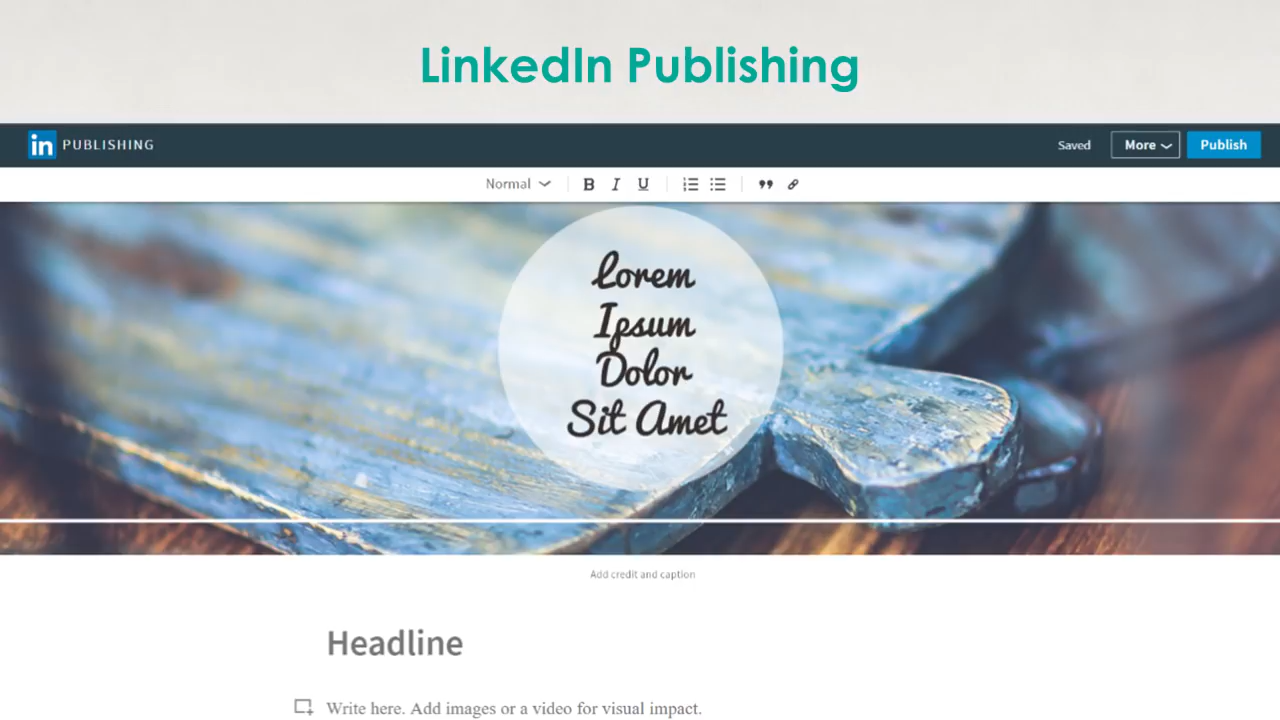 LinkedIn Publishing
in PUBLISHING Saved More Publish
Normal B I U
Lorem
Ipsum
Dolor
Sit Amet
Add credit and caption
Headline
Write here. Add images or a video for visual impact.